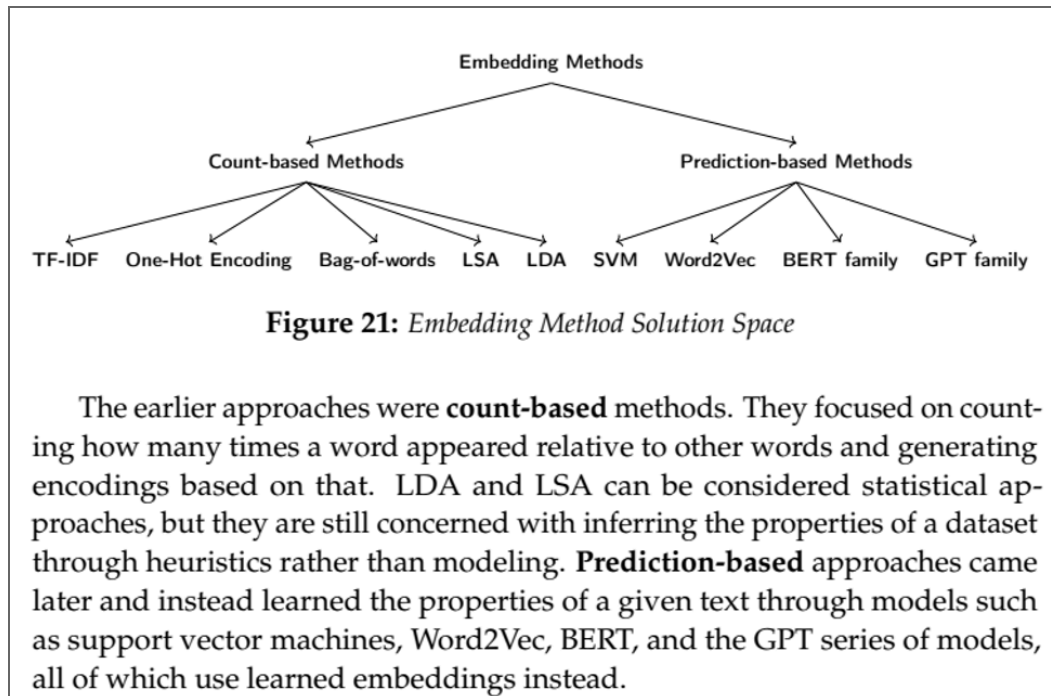 Embedding Methods
Count-based Methods Prediction-based Methods
TF-IDF One-Hot Encoding Bag-of-words LSA LDA SVM Word2Vec BERT family GPT family
Figure 21: Embedding Method Solution Space
The earlier approaches were count-based methods. They focused on count-
ing how many times a word appeared relative to other words and generating
encodings based on that. LDA and LSA can be considered statistical ap-
proaches, but they are still concerned with inferring the properties of a dataset
through heuristics rather than modeling. Prediction-based approaches came
later and instead learned the properties of a given text through models such
as support vector machines, Word2Vec, BERT, and the GPT series of models,
all of which use learned embeddings instead.